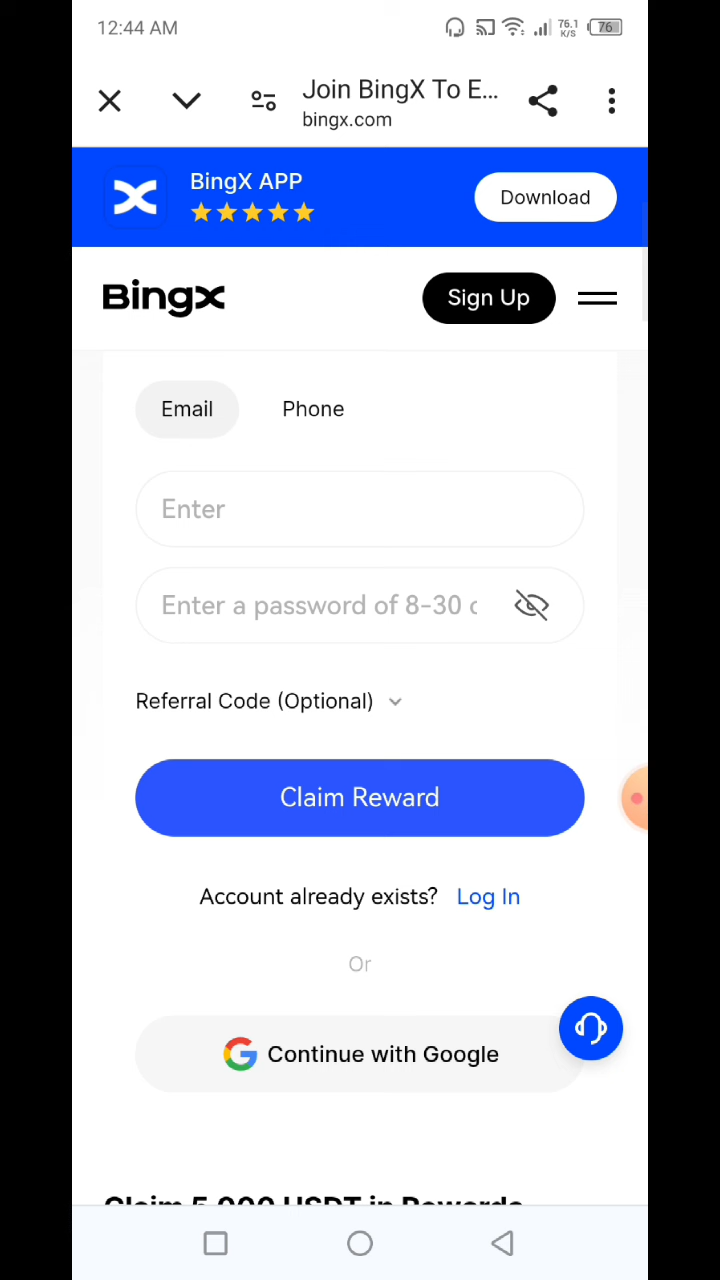 12:44 AM
76.1
K/S
76
Join BingX To E...
bingx.com
BingX APP
Download
BingX
Sign Up
Email
Phone
Enter
Enter a password of 8-30 c
Referral Code (Optional)
Claim Reward
Account already exists? Log In
Or
Continue with Google
Claim 5,000 USDT in Rewards